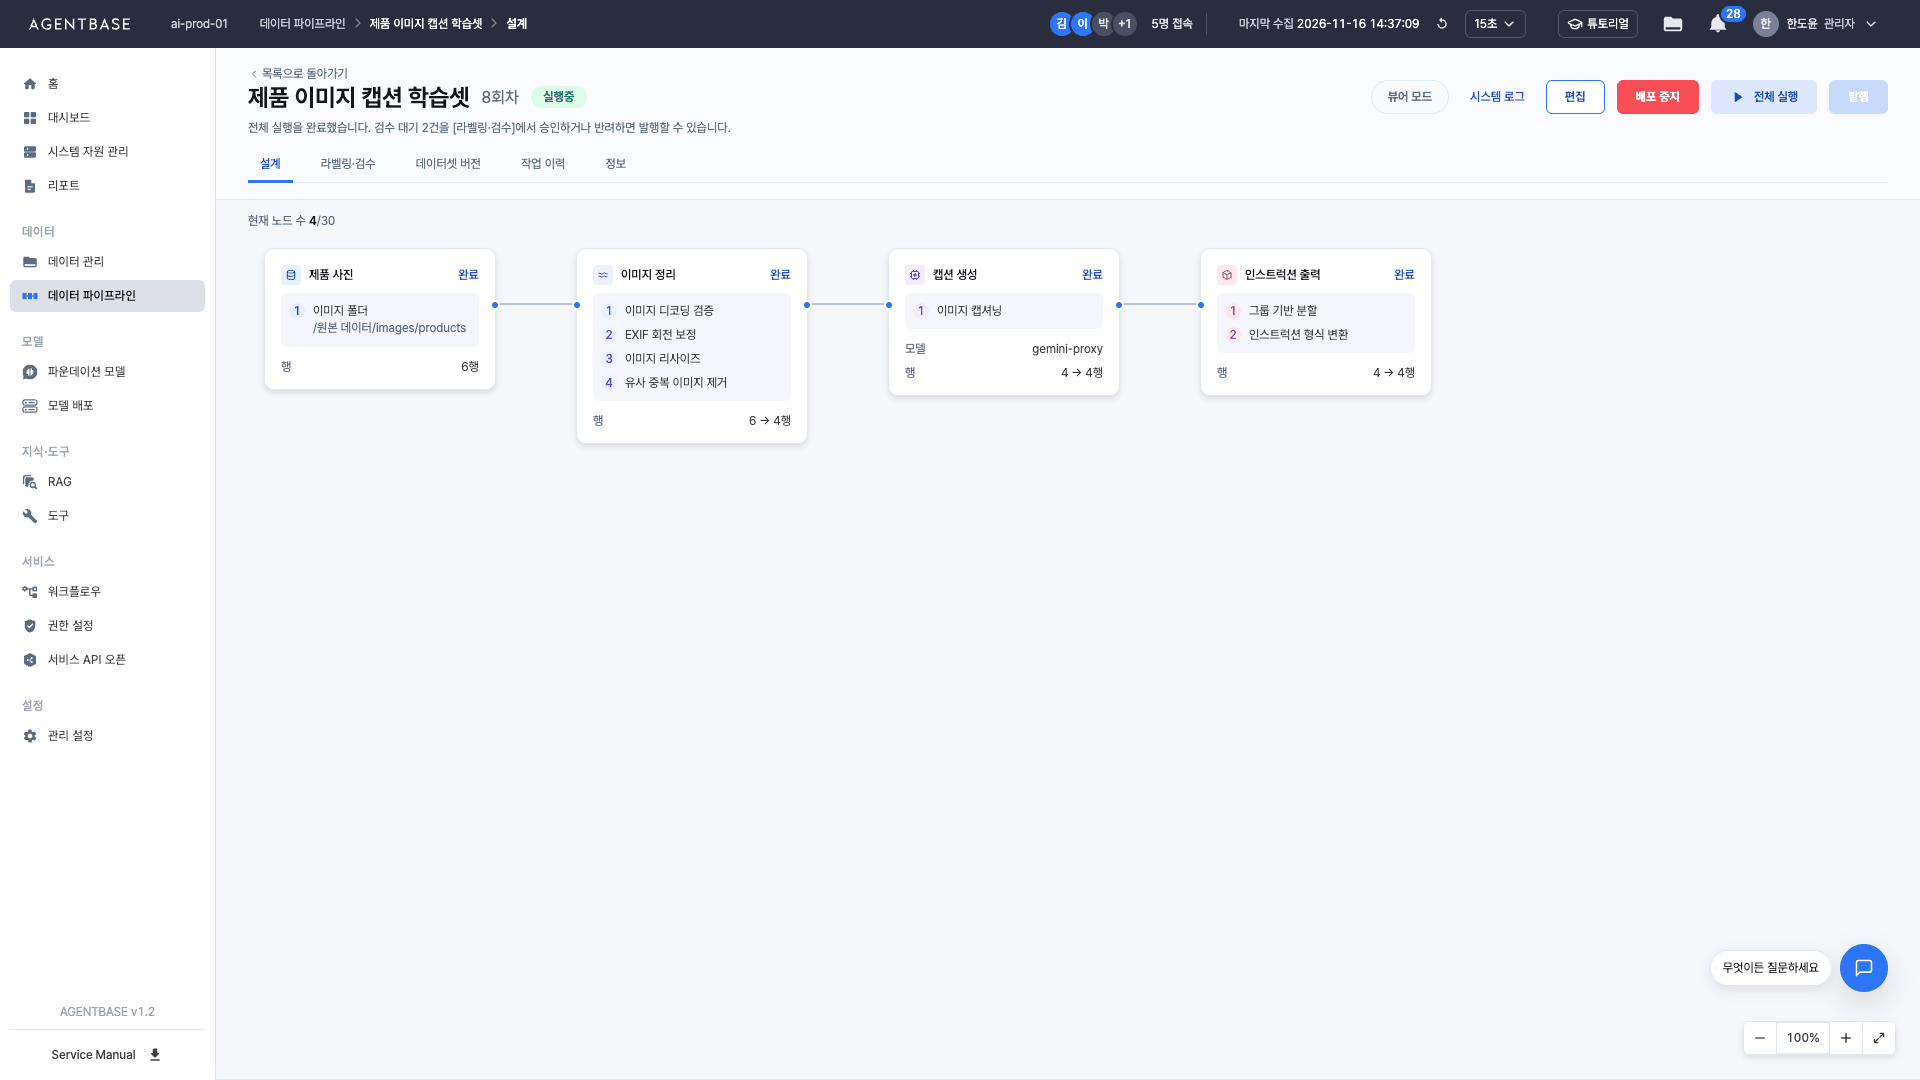 AGENTBASE
ai-prod-01
데이터 파이프라인 > 제품 이미지 캡션 학습셋 > 설계
김 이 박 +1 5명 접속
마지막 수집 2026-11-16 14:37:09
15초
튜토리얼
28
한 한도윤 관리자
홈
대시보드
시스템 자원 관리
리포트
데이터
데이터 관리
데이터 파이프라인
모델
파운데이션 모델
모델 배포
지식·도구
RAG
도구
서비스
워크플로우
권한 설정
서비스 API 오픈
설정
관리 설정
AGENTBASE v1.2
Service Manual
목록으로 돌아가기
제품 이미지 캡션 학습셋 8회차 실행중
전체 실행을 완료했습니다. 검수 대기 2건을 [라벨링·검수]에서 승인하거나 반려하면 발행할 수 있습니다.
뷰어 모드
시스템 로그
편집
배포 중지
전체 실행
발행
설계
라벨링·검수
데이터셋 버전
작업 이력
정보
현재 노드 수 4/30
제품 사진 완료
1 이미지 폴더
/원본 데이터/images/products
행 6행
이미지 정리 완료
1 이미지 디코딩 검증
2 EXIF 회전 보정
3 이미지 리사이즈
4 유사 중복 이미지 제거
행 6 → 4행
캡션 생성 완료
1 이미지 캡셔닝
모델 gemini-proxy
행 4 → 4행
인스트럭션 출력 완료
1 그룹 기반 분할
2 인스트럭션 형식 변환
행 4 → 4행
무엇이든 질문하세요
100%